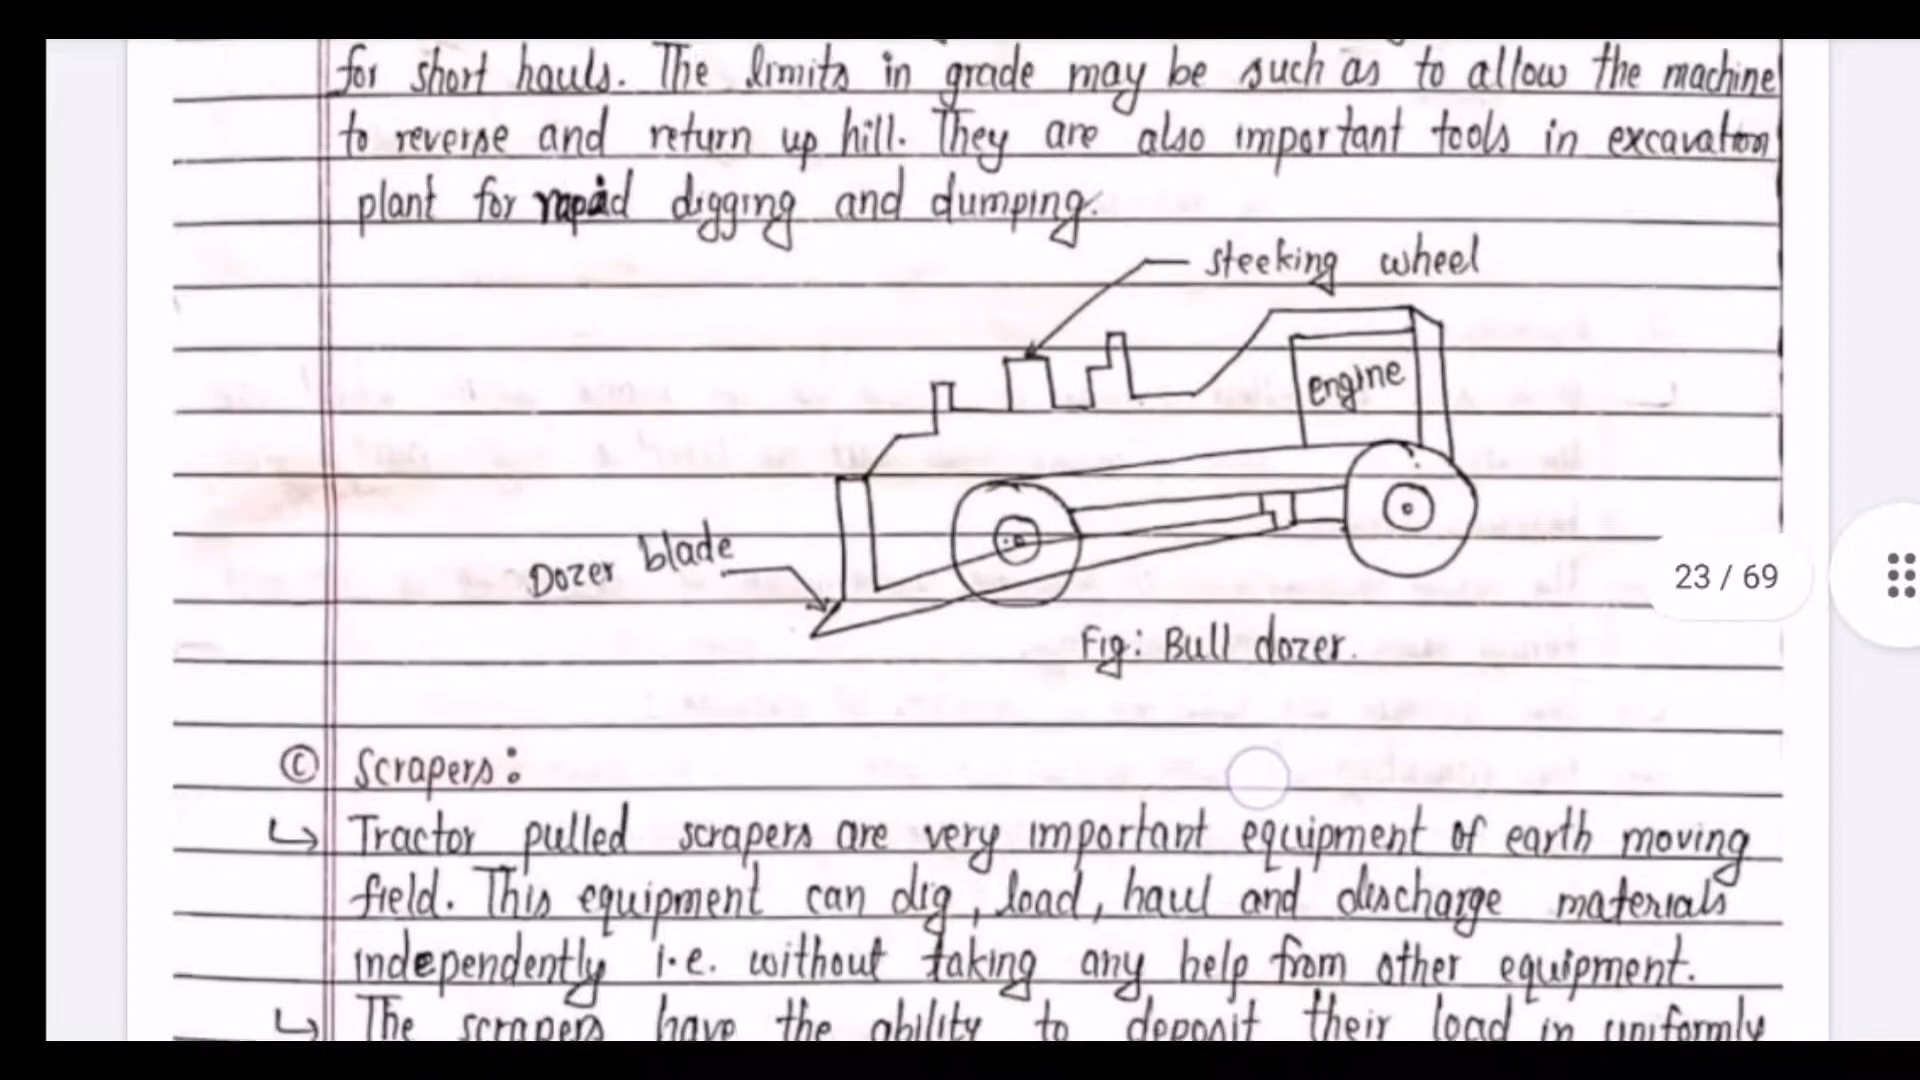 for short hauls. The limits in grade may be such as to allow the machine
to reverse and return up hill. They are also important tools in excavation
plant for rapid digging and dumping.
steeking wheel
engine
Dozer blade
23 / 69
Fig: Bull dozer.
© Scrapers:
↳ Tractor pulled scrapers are very important equipment of earth moving
field. This equipment can dig, load, haul and discharge materials
independently i.e. without taking any help from other equipment.
↳ The scrapers have the ability to deposit their load in uniformly